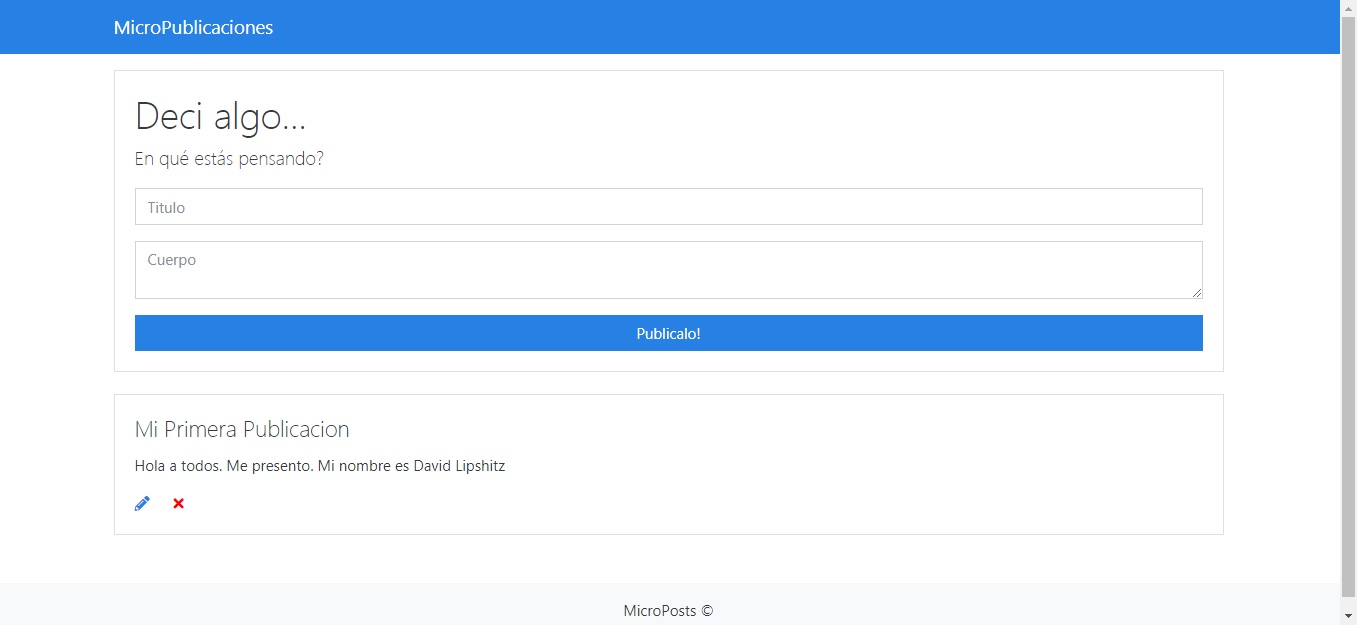 MicroPublicaciones
Deci algo...
En qué estás pensando?
Titulo
Cuerpo
Publicalo!
Mi Primera Publicacion
Hola a todos. Me presento. Mi nombre es David Lipshitz
MicroPosts ©